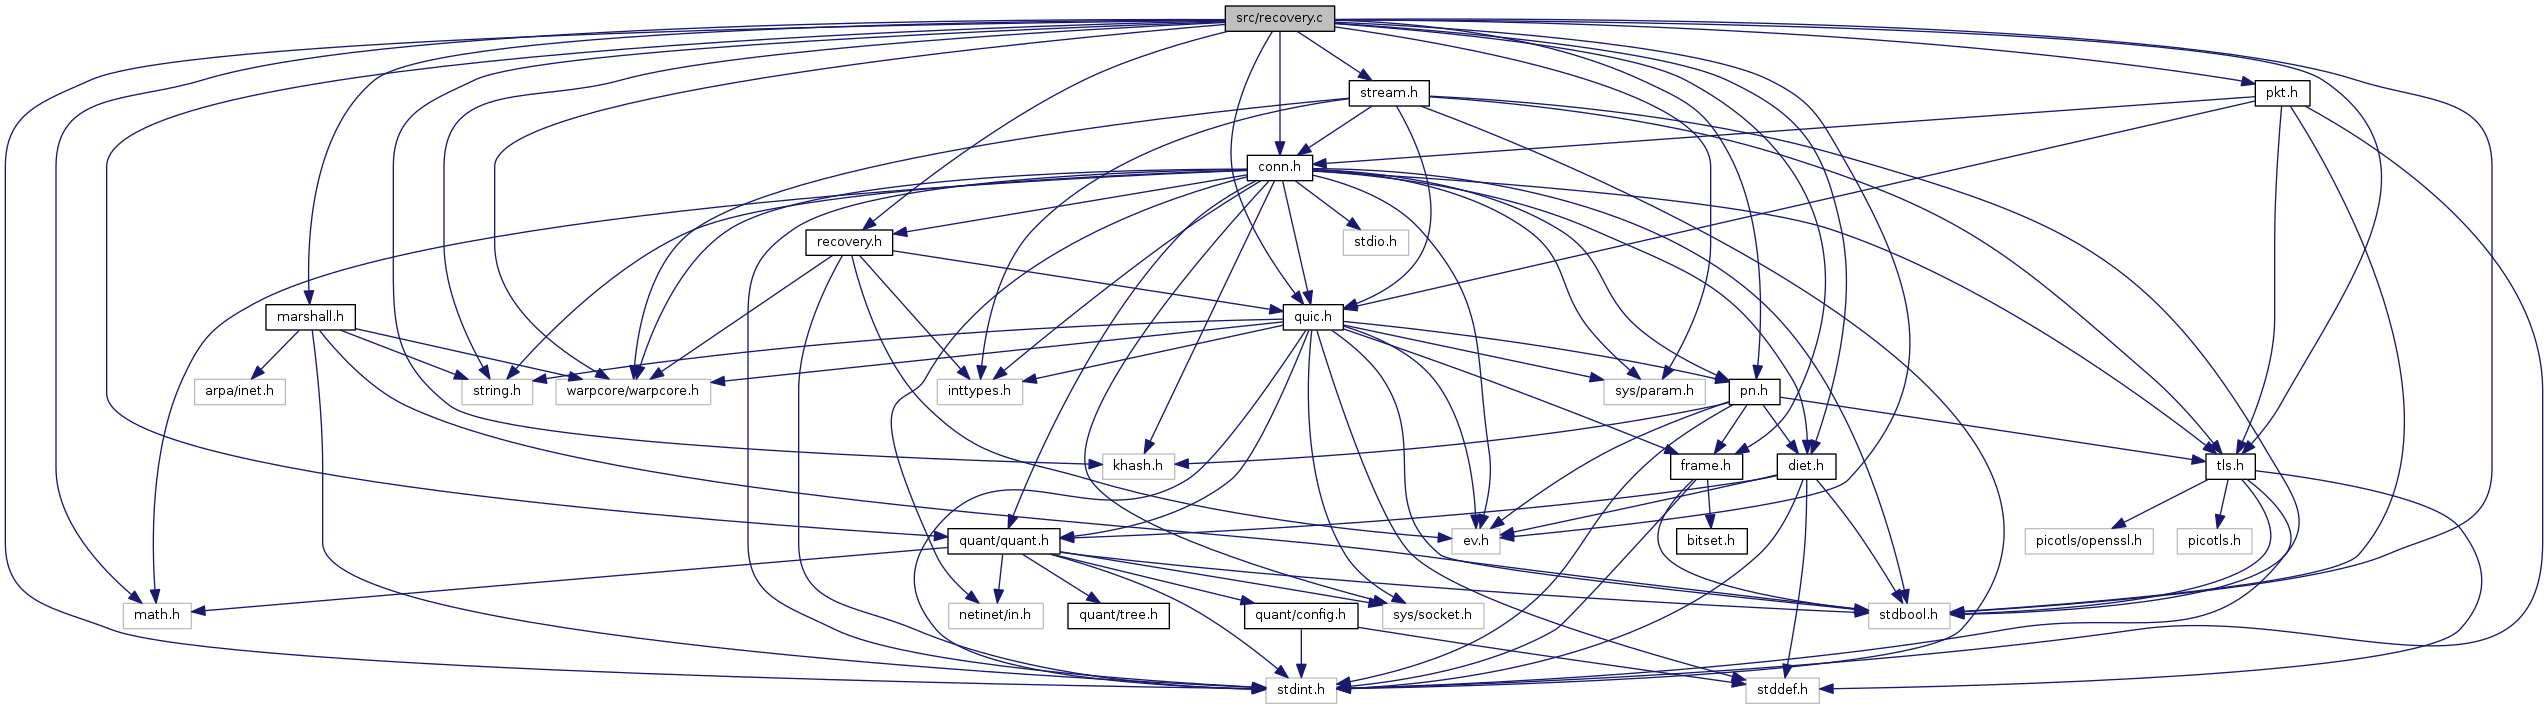 src/recovery.c
stream.h
pkt.h
conn.h
recovery.h
stdio.h
marshall.h
quic.h
arpa/inet.h
string.h
warpcore/warpcore.h
inttypes.h
sys/param.h
pn.h
khash.h
frame.h
diet.h
tls.h
quant/quant.h
ev.h
bitset.h
picotls/openssl.h
picotls.h
math.h
netinet/in.h
quant/tree.h
quant/config.h
sys/socket.h
stdbool.h
stdint.h
stddef.h